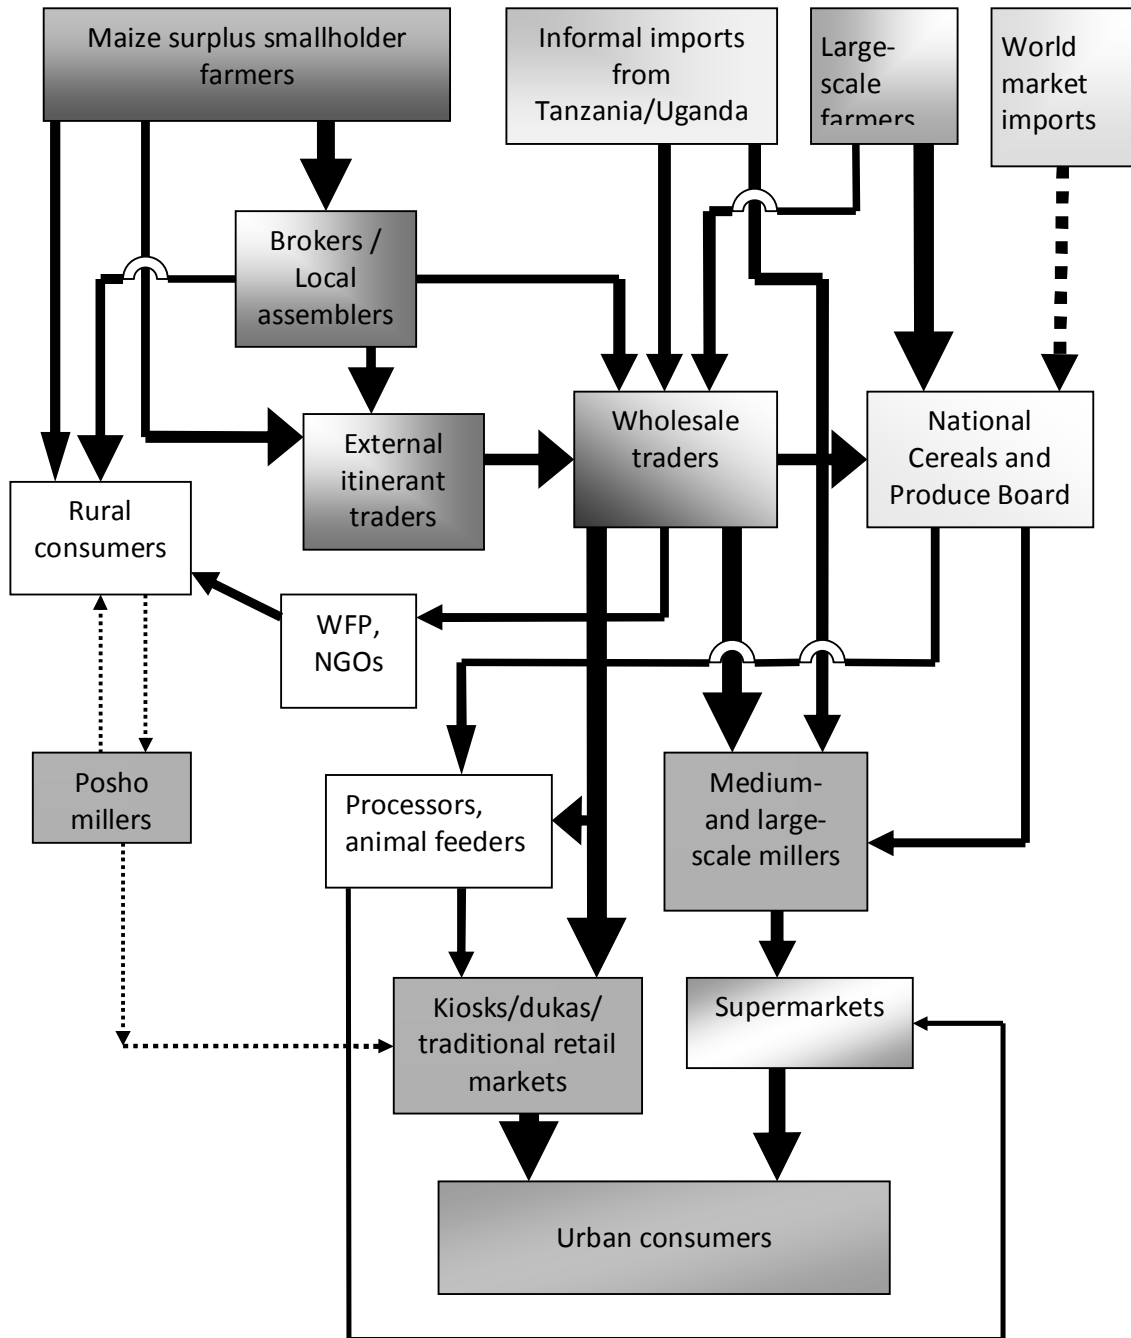 Maize surplus smallholder
farmers
Informal imports
from
Tanzania/Uganda
Large-
scale
farmers
World
market
imports
Brokers /
Local
assemblers
External
itinerant
traders
Wholesale
traders
National
Cereals and
Produce Board
Rural
consumers
WFP,
NGOs
Posho
millers
Processors,
animal feeders
Medium-
and large-
scale millers
Kiosks/dukas/
traditional retail
markets
Supermarkets
Urban consumers